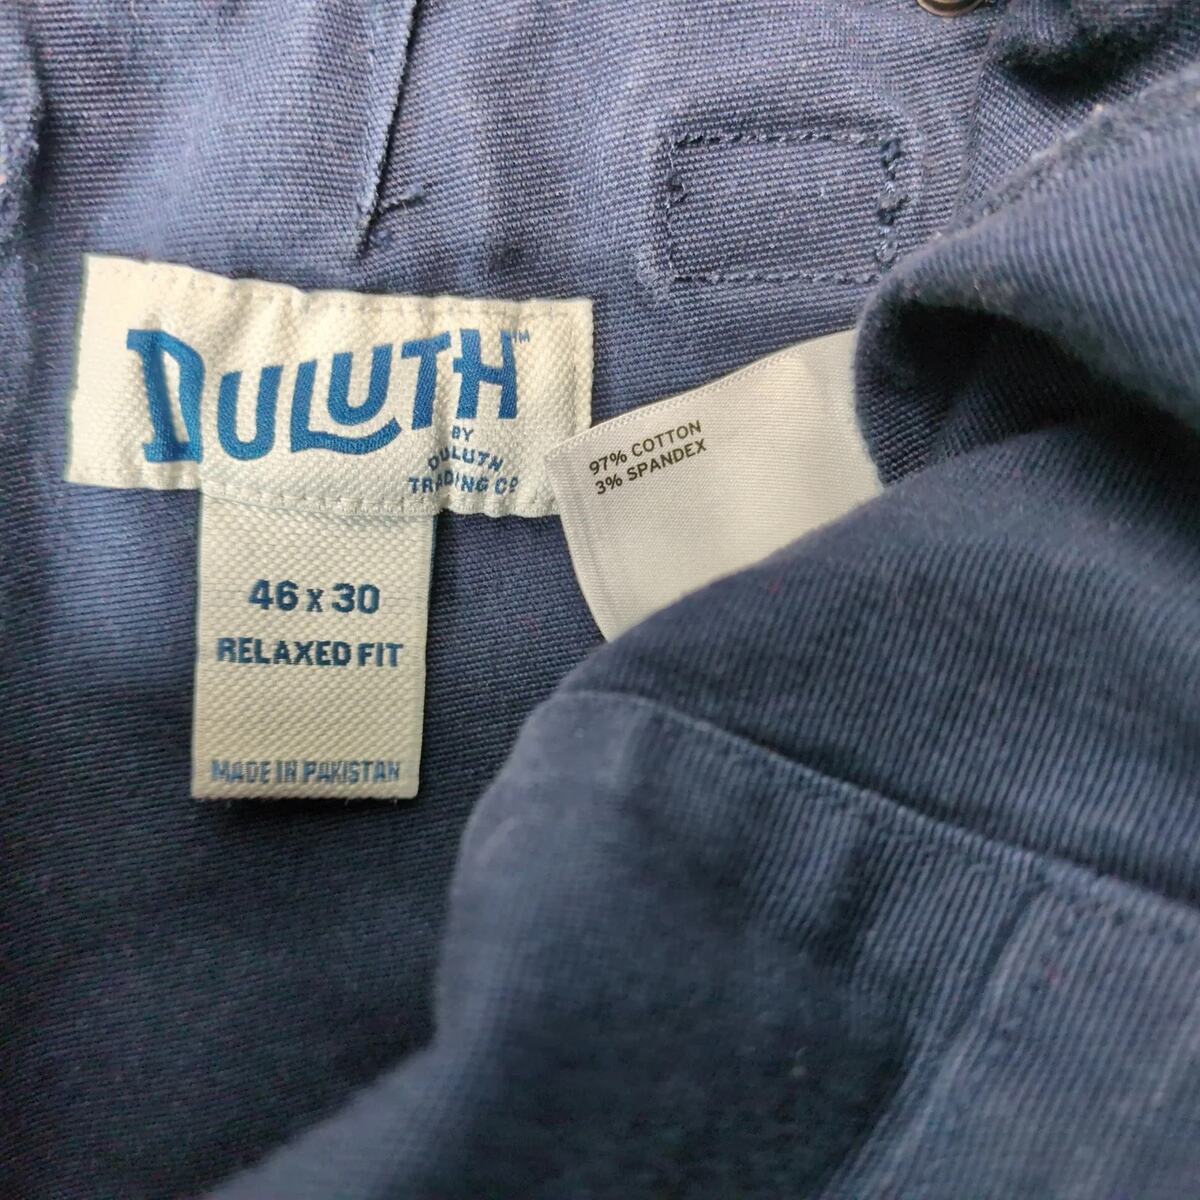 DULUTH™
BY
DULUTH
TRADING CO
46 x 30
RELAXED FIT
MADE IN PAKISTAN
97% COTTON
3% SPANDEX